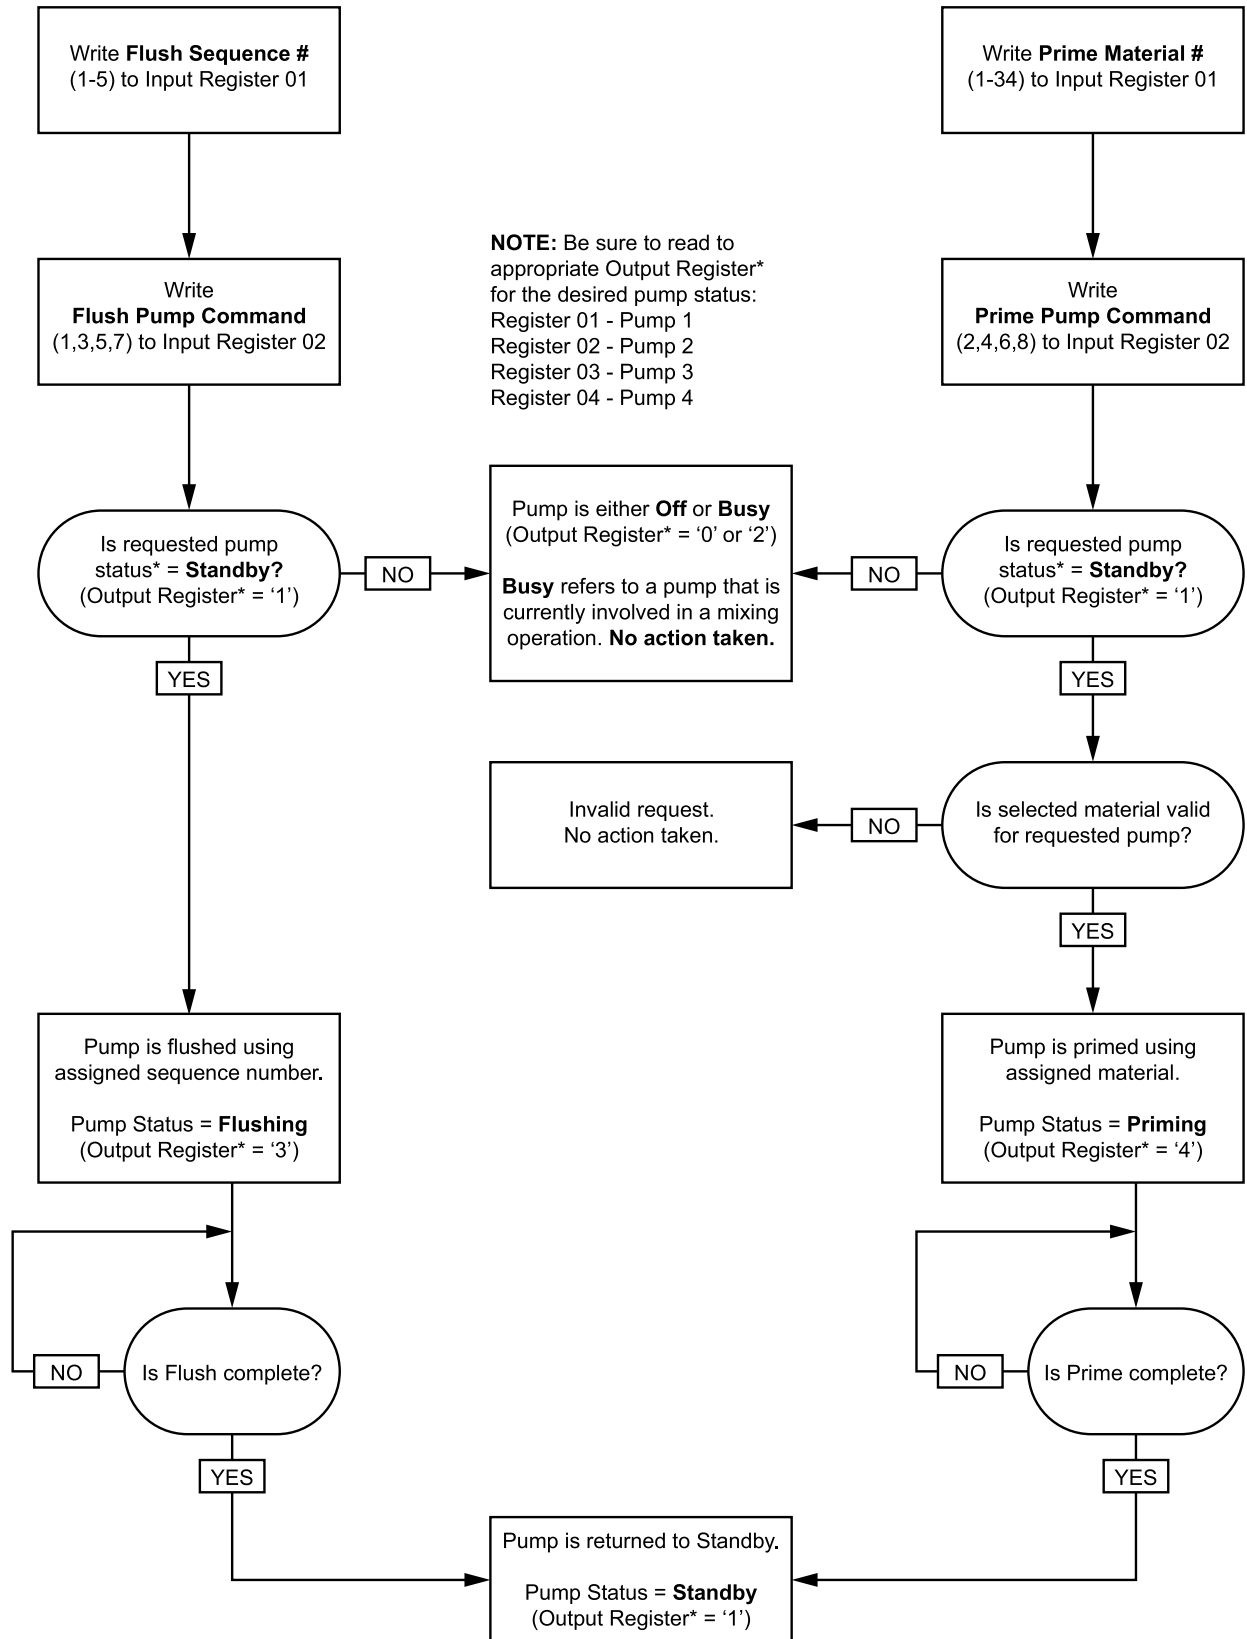 Write Flush Sequence #
(1-5) to Input Register 01
Write Prime Material #
(1-34) to Input Register 01
NOTE: Be sure to read to
appropriate Output Register*
for the desired pump status:
Register 01 - Pump 1
Register 02 - Pump 2
Register 03 - Pump 3
Register 04 - Pump 4
Write
Flush Pump Command
(1,3,5,7) to Input Register 02
Write
Prime Pump Command
(2,4,6,8) to Input Register 02
Is requested pump
status* = Standby?
(Output Register* = ‘1’)
NO
Pump is either Off or Busy
(Output Register* = ‘0’ or ‘2’)
Busy refers to a pump that is
currently involved in a mixing
operation. No action taken.
NO
Is requested pump
status* = Standby?
(Output Register* = ‘1’)
YES
YES
Invalid request.
No action taken.
NO
Is selected material valid
for requested pump?
YES
Pump is flushed using
assigned sequence number.
Pump Status = Flushing
(Output Register* = ‘3’)
Pump is primed using
assigned material.
Pump Status = Priming
(Output Register* = ‘4’)
NO
Is Flush complete?
NO
Is Prime complete?
YES
YES
Pump is returned to Standby.
Pump Status = Standby
(Output Register* = ‘1’)